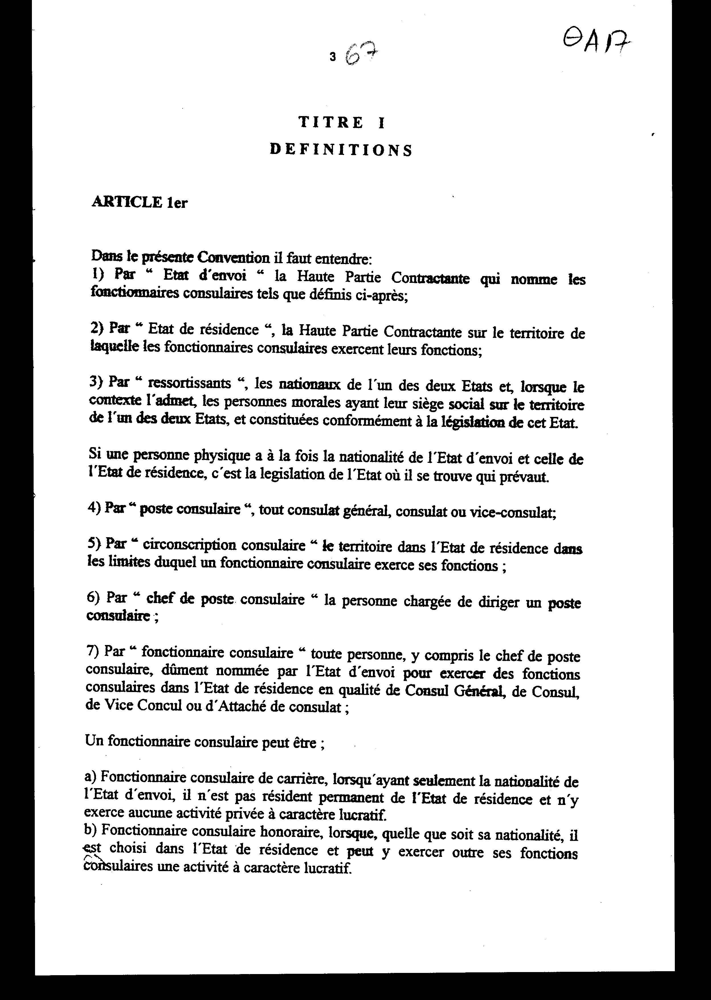 ΘΑ17
3 67
TITRE I
DEFINITIONS
ARTICLE 1er
Dans le présente Convention il faut entendre:
1) Par “ Etat d´envoi “ la Haute Partie Contractante qui nomme les
fonctionnaires consulaires tels que définis ci-après;
2) Par “ Etat de résidence “, la Haute Partie Contractante sur le territoire de
laquelle les fonctionnaires consulaires exercent leurs fonctions;
3) Par “ ressortissants “, les nationaux de l´un des deux Etats et, lorsque le
contexte l´admet, les personnes morales ayant leur siège social sur le territoire
de l´un des deux Etats, et constituées conformément à la législation de cet Etat.
Si une personne physique a à la fois la nationalité de l´Etat d´envoi et celle de
l´Etat de résidence, c´est la legislation de l´Etat où il se trouve qui prévaut.
4) Par “ poste consulaire “, tout consulat général, consulat ou vice-consulat;
5) Par “ circonscription consulaire “ le territoire dans l´Etat de résidence dans
les limites duquel un fonctionnaire consulaire exerce ses fonctions ;
6) Par “ chef de poste consulaire “ la personne chargée de diriger un poste
consulaire ;
7) Par “ fonctionnaire consulaire “ toute personne, y compris le chef de poste
consulaire, dûment nommée par l´Etat d´envoi pour exercer des fonctions
consulaires dans l´Etat de résidence en qualité de Consul Général, de Consul,
de Vice Concul ou d´Attaché de consulat ;
Un fonctionnaire consulaire peut être ;
a) Fonctionnaire consulaire de carrière, lorsqu´ayant seulement la nationalité de
l´Etat d´envoi, il n´est pas résident permanent de l´Etat de résidence et n´y
exerce aucune activité privée à caractère lucratif.
b) Fonctionnaire consulaire honoraire, lorsque, quelle que soit sa nationalité, il
est choisi dans l´Etat de résidence et peut y exercer outre ses fonctions
consulaires une activité à caractère lucratif.